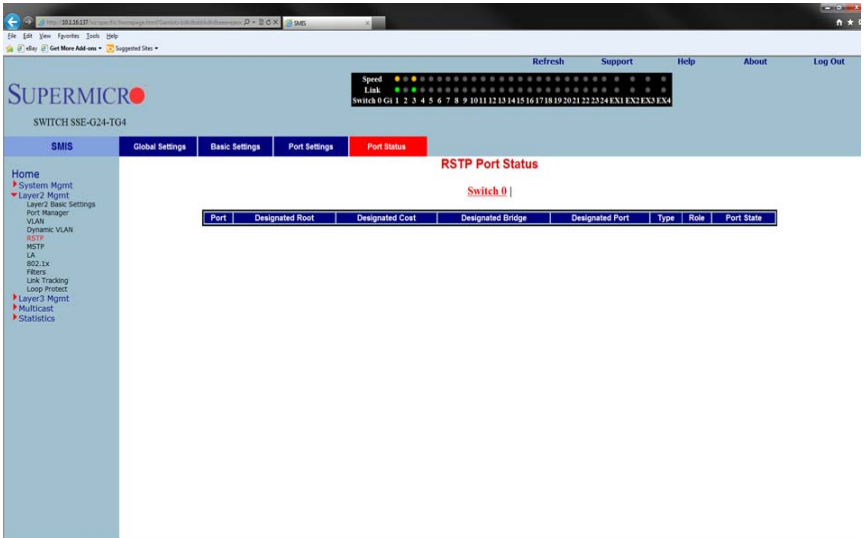 SMIS
File Edit View Favorites Tools Help
eBay Get More Add-ons Suggested Sites
Refresh Support Help About Log Out
SUPERMICRO
SWITCH SSE-G24-TG4
Speed
Link
Switch 0 Gi 1 2 3 4 5 6 7 8 9 10 11 12 13 14 15 16 17 18 19 20 21 22 23 24 EX1 EX2 EX3 EX4
SMIS Global Settings Basic Settings Port Settings Port Status
RSTP Port Status
Switch 0 |
Port Designated Root Designated Cost Designated Bridge Designated Port Type Role Port State
Home
System Mgmt
Layer2 Mgmt
Layer2 Basic Settings
Port Manager
VLAN
Dynamic VLAN
RSTP
MSTP
LA
802.1x
Filters
Link Tracking
Loop Protect
Layer3 Mgmt
Multicast
Statistics